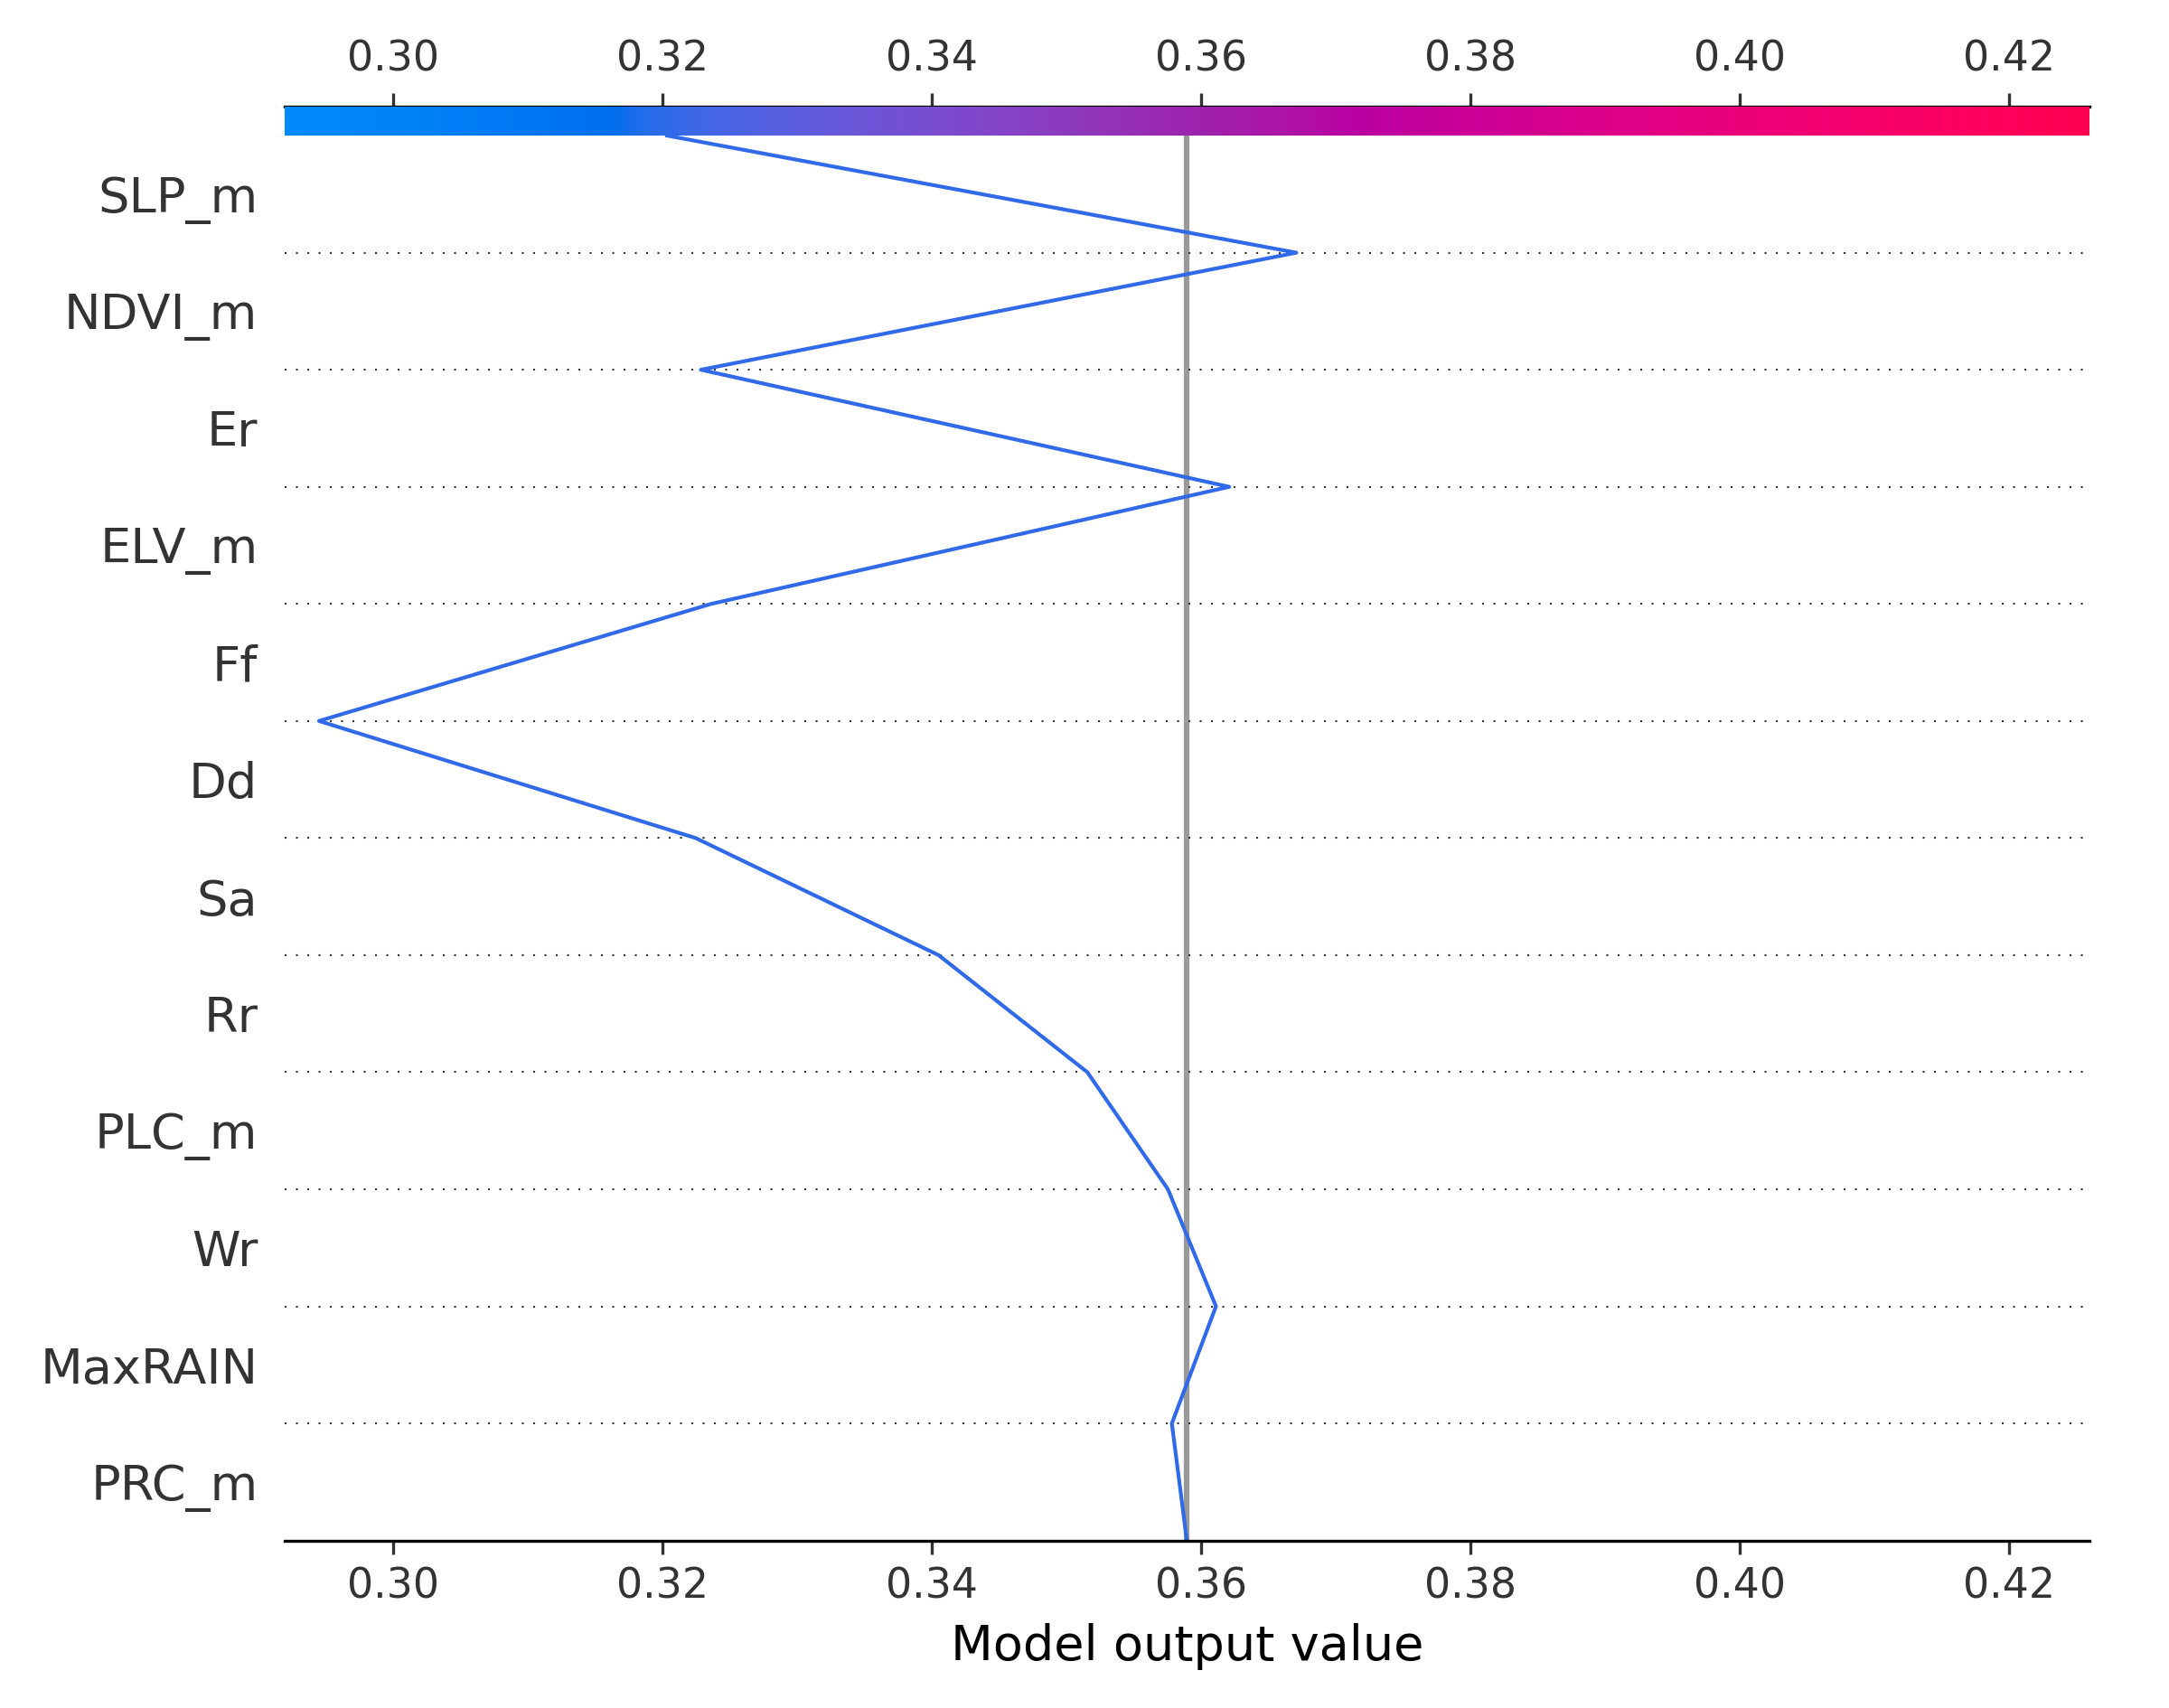 0.30 0.32 0.34 0.36 0.38 0.40 0.42
SLP_m
NDVI_m
Er
ELV_m
Ff
Dd
Sa
Rr
PLC_m
Wr
MaxRAIN
PRC_m
0.30 0.32 0.34 0.36 0.38 0.40 0.42
Model output value